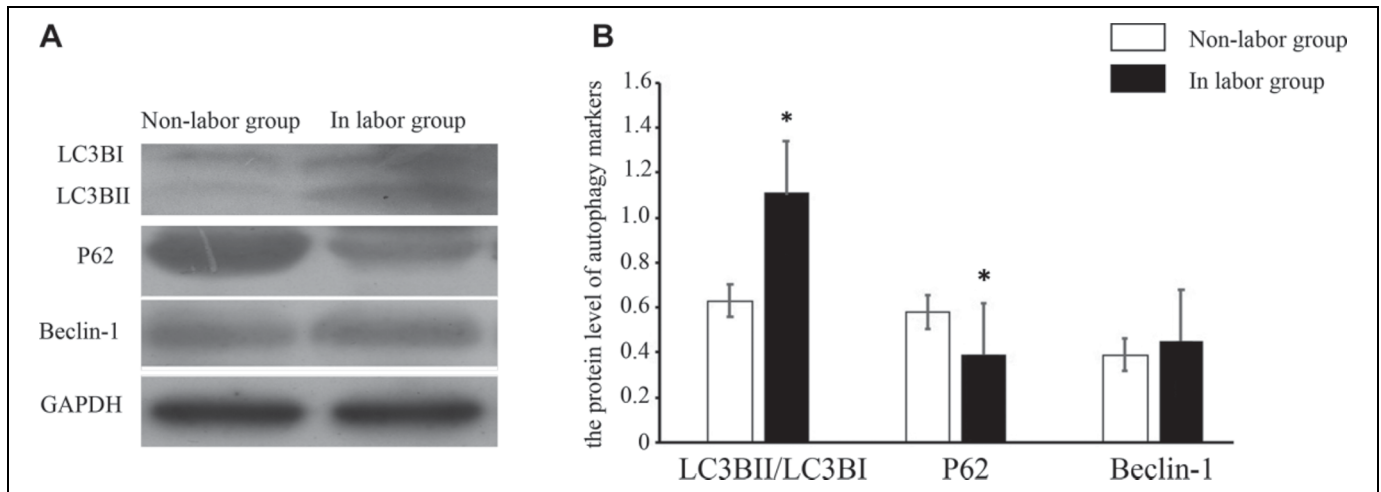 A
Non-labor group In labor group
LC3BI
LC3BII
P62
Beclin-1
GAPDH
B
Non-labor group
In labor group
the protein level of autophagy markers
1.6
1.4
1.2
1.0
0.8
0.6
0.4
0.2
0
*
*
LC3BII/LC3BI P62 Beclin-1